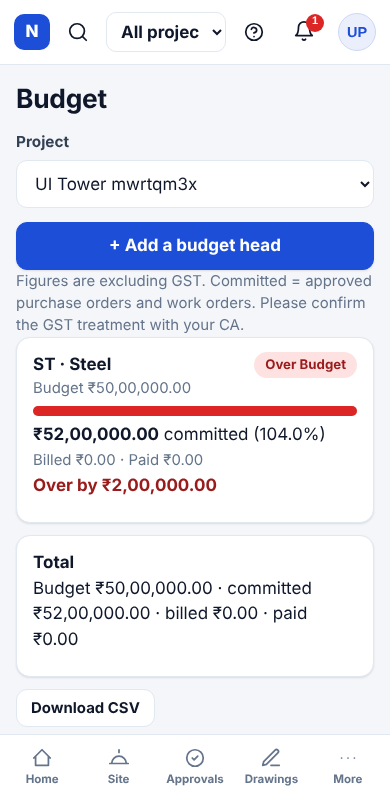 N
All projec
1
UP
Budget
Project
UI Tower mwrtqm3x
+ Add a budget head
Figures are excluding GST. Committed = approved
purchase orders and work orders. Please confirm
the GST treatment with your CA.
ST · Steel
Over Budget
Budget ₹50,00,000.00
₹52,00,000.00 committed (104.0%)
Billed ₹0.00 · Paid ₹0.00
Over by ₹2,00,000.00
Total
Budget ₹50,00,000.00 · committed
₹52,00,000.00 · billed ₹0.00 · paid
₹0.00
Download CSV
Home
Site
Approvals
Drawings
More